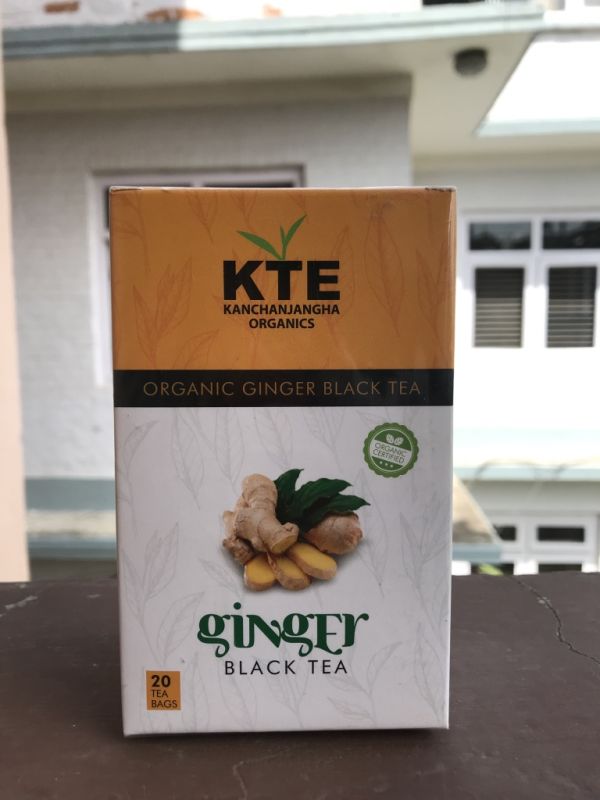 KTE
KANCHANJANGHA
ORGANICS
ORGANIC GINGER BLACK TEA
ORGANIC
CERTIFIED
ginger
BLACK TEA
20
TEA
BAGS